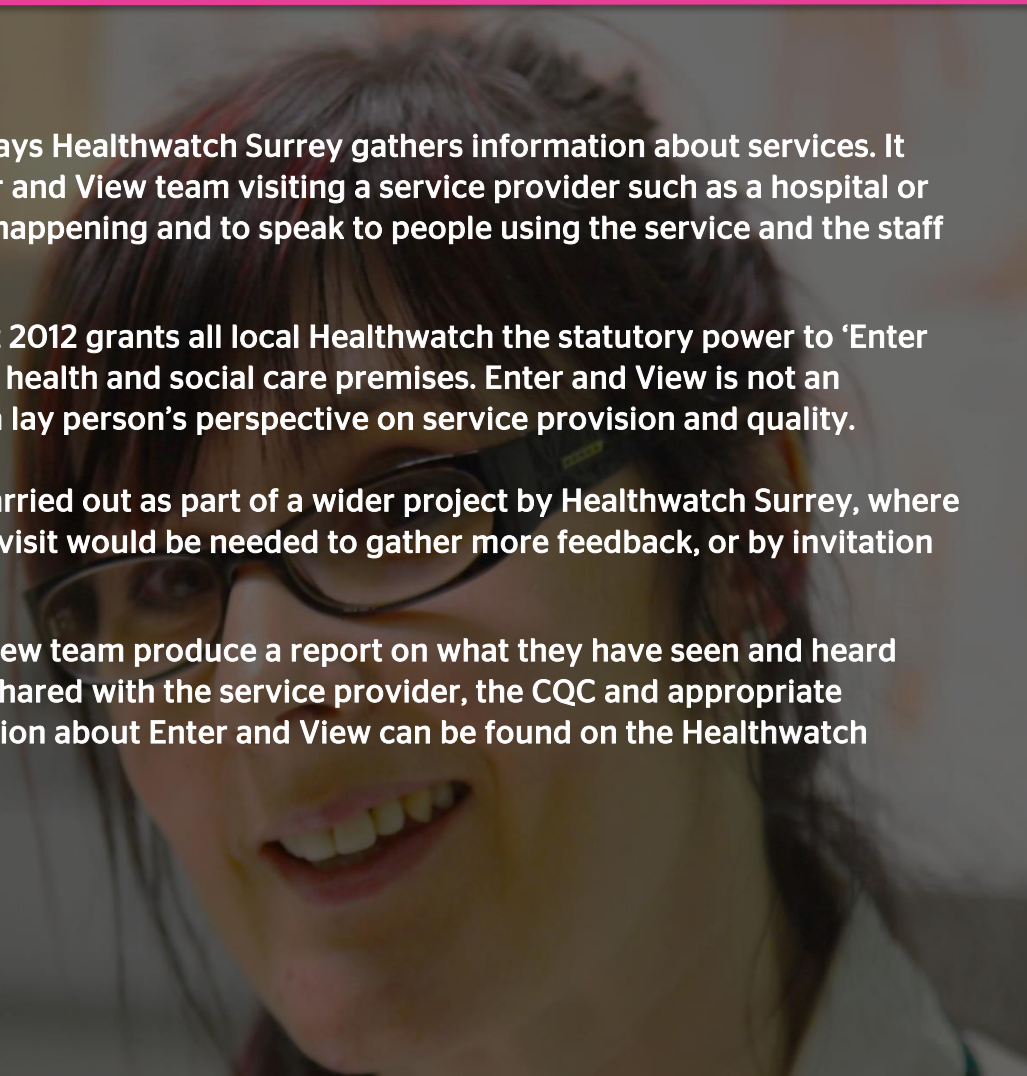 ays Healthwatch Surrey gathers information about services. It
and View team visiting a service provider such as a hospital or
happening and to speak to people using the service and the staff
2012 grants all local Healthwatch the statutory power to ‘Enter
health and social care premises. Enter and View is not an
lay person’s perspective on service provision and quality.
rried out as part of a wider project by Healthwatch Surrey, where
visit would be needed to gather more feedback, or by invitation
ew team produce a report on what they have seen and heard
hared with the service provider, the CQC and appropriate
ion about Enter and View can be found on the Healthwatch